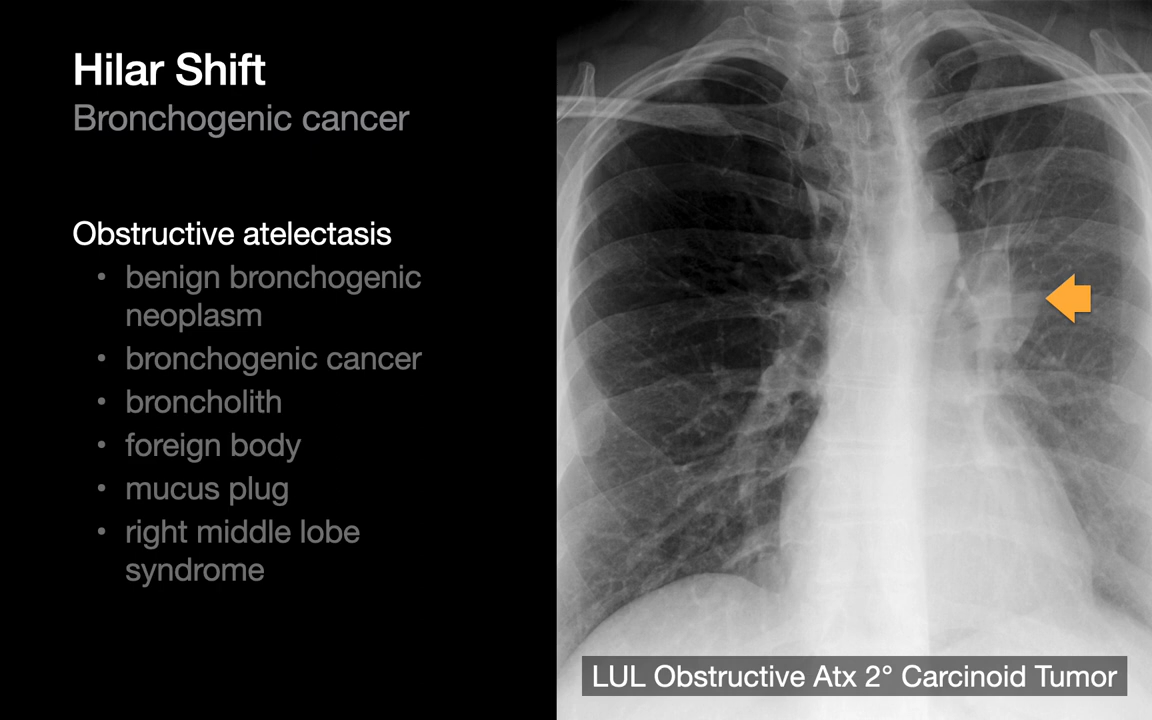 Hilar Shift
Bronchogenic cancer
Obstructive atelectasis
• benign bronchogenic
neoplasm
• bronchogenic cancer
• broncholith
• foreign body
• mucus plug
• right middle lobe
syndrome
LUL Obstructive Atx 2° Carcinoid Tumor